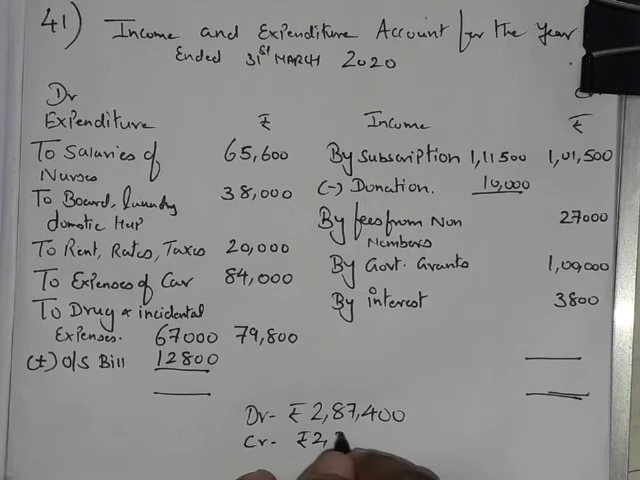 41) Income and Expenditure Account for the Year
Ended 31st MARCH 2020
Dr
Expenditure ₹ Income ₹
To Salaries of 65,600 By Subscription 1,11500 1,01,500
Nurses (-) Donation. 10,000
To Board, laundry 38,000 By fees from Non 27000
domotic Help Members
To Rent, Rates, Taxes 20,000 By Govt. Grants 1,00,000
To Expenses of Car 84,000 By interest 3800
To Drug & incidental
Expenses. 67000 79,800
(+) O/S Bill 12800
Dr- ₹ 2,87,400
Cr- ₹2,